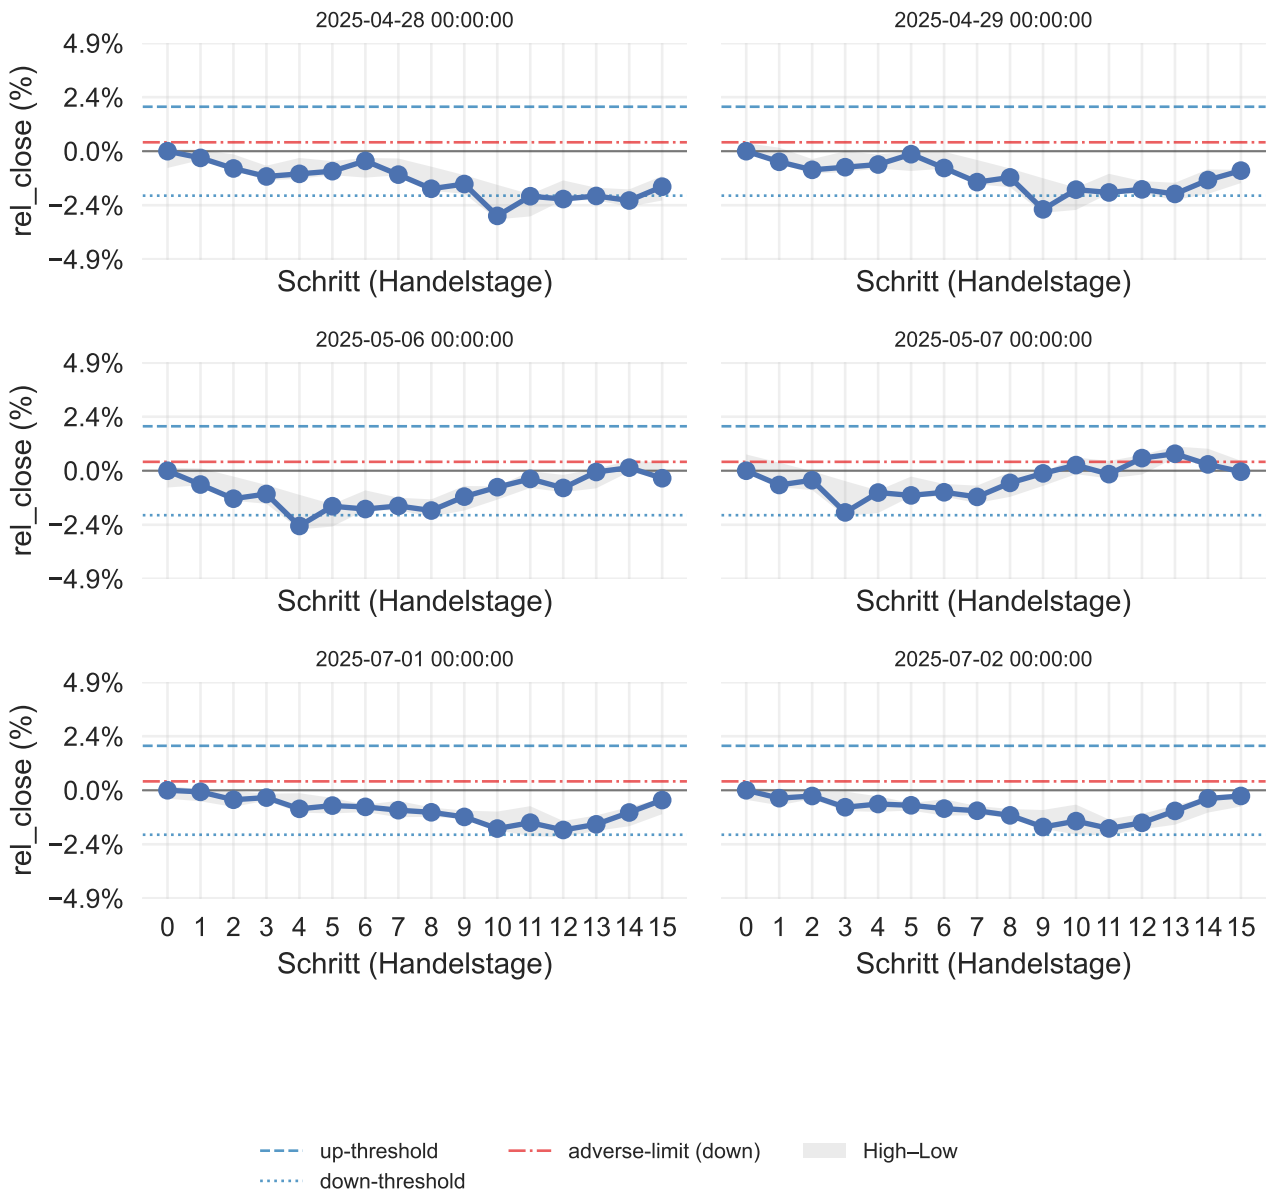 2025-04-28 00:00:00
2025-04-29 00:00:00
4.9%
2.4%
0.0%
−2.4%
−4.9%
rel_close (%)
Schritt (Handelstage)
Schritt (Handelstage)
2025-05-06 00:00:00
2025-05-07 00:00:00
4.9%
2.4%
0.0%
−2.4%
−4.9%
rel_close (%)
Schritt (Handelstage)
Schritt (Handelstage)
2025-07-01 00:00:00
2025-07-02 00:00:00
4.9%
2.4%
0.0%
−2.4%
−4.9%
rel_close (%)
0 1 2 3 4 5 6 7 8 9 10 11 12 13 14 15
0 1 2 3 4 5 6 7 8 9 10 11 12 13 14 15
Schritt (Handelstage)
Schritt (Handelstage)
up-threshold
down-threshold
adverse-limit (down)
High–Low